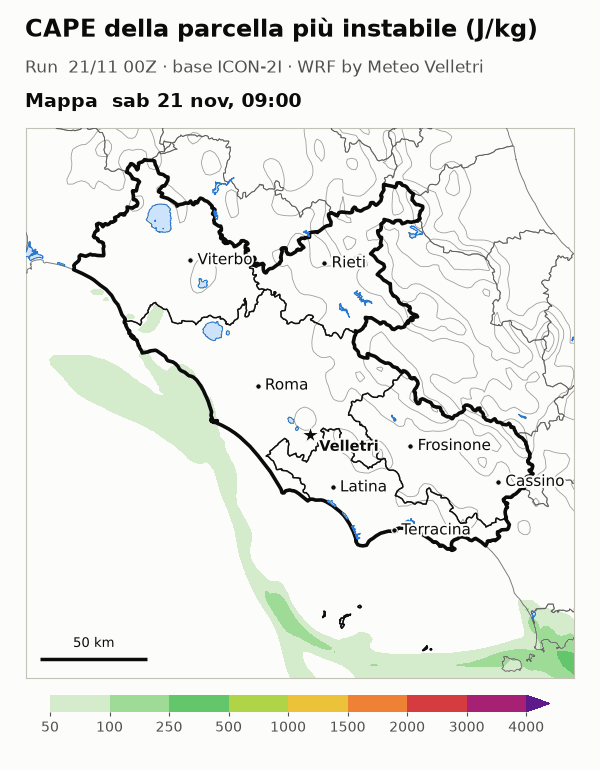 CAPE della parcella più instabile (J/kg)
Run 21/11 00Z · base ICON-2I · WRF by Meteo Velletri
Mappa sab 21 nov, 09:00
Viterbo
Rieti
Roma
Velletri
Frosinone
Cassino
Latina
Terracina
50 km
50 100 250 500 1000 1500 2000 3000 4000